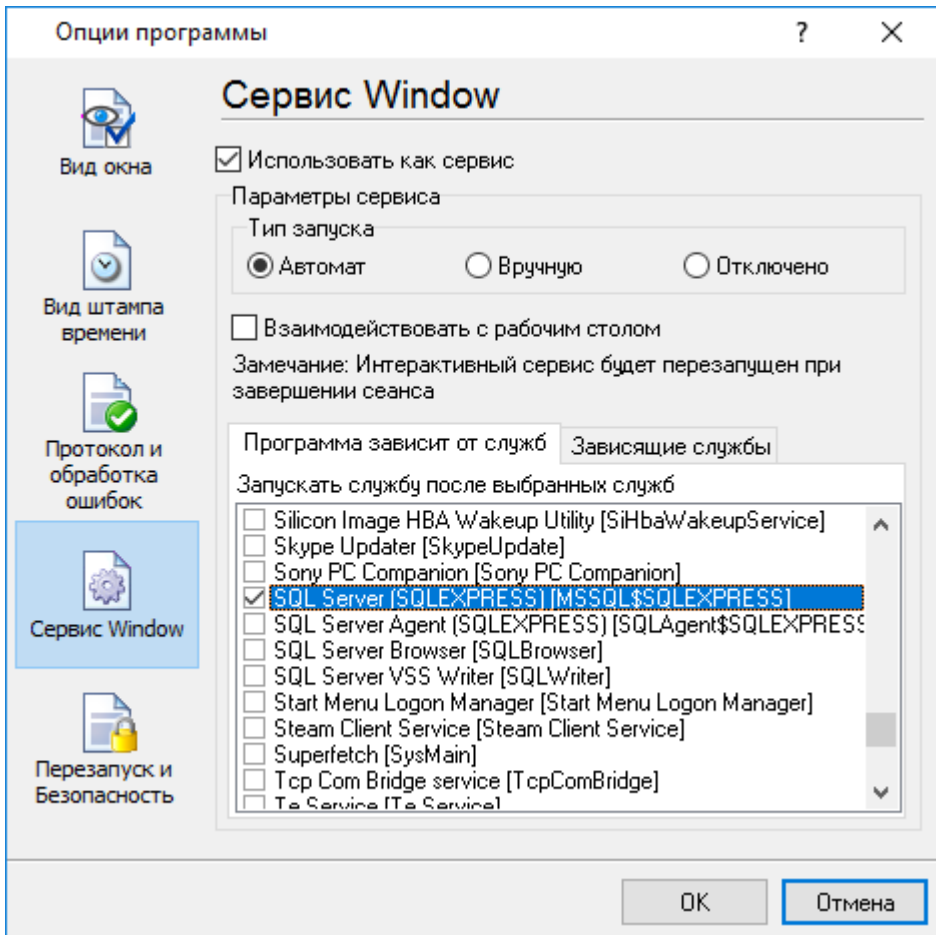 Опции программы
?
Вид окна
Вид штампа
времени
Протокол и
обработка
ошибок
Сервис Window
Перезапуск и
Безопасность
Сервис Window
Использовать как сервис
Параметры сервиса
Тип запуска
Автомат
Вручную
Отключено
Взаимодействовать с рабочим столом
Замечание: Интерактивный сервис будет перезапущен при
завершении сеанса
Программа зависит от служб
Зависящие службы
Запускать службу после выбранных служб
Silicon Image HBA Wakeup Utility [SiHbaWakeupService]
Skype Updater [SkypeUpdate]
Sony PC Companion [Sony PC Companion]
SQL Server (SQLEXPRESS) [MSSQL$SQLEXPRESS]
SQL Server Agent (SQLEXPRESS) [SQLAgent$SQLEXPRESS
SQL Server Browser [SQLBrowser]
SQL Server VSS Writer [SQLWriter]
Start Menu Logon Manager [Start Menu Logon Manager]
Steam Client Service [Steam Client Service]
Superfetch [SysMain]
Tcp Com Bridge service [TcpComBridge]
Te Service [Te Service]
OK
Отмена